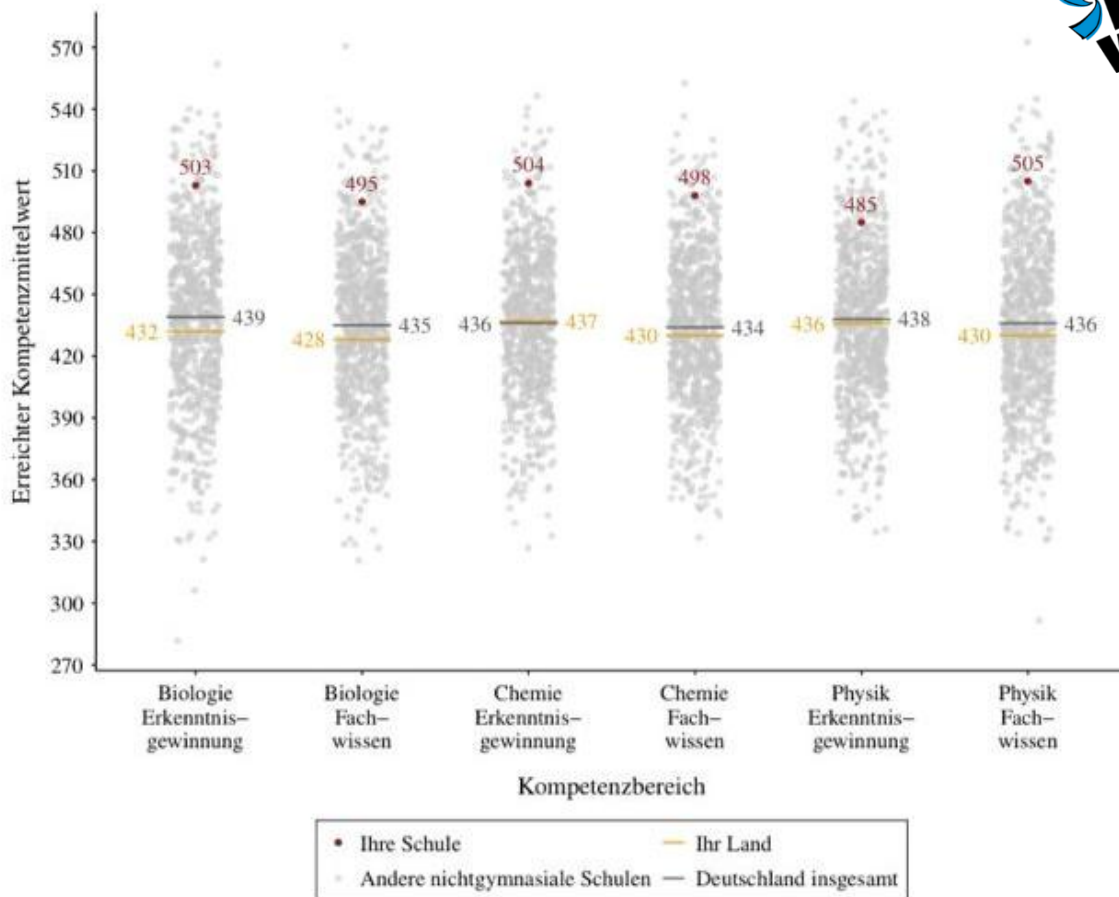 Erreichter Kompetenzmittelwert
570
540
510
480
450
420
390
360
330
300
270
503
495
504
498
485
505
432
439
428
435
436
437
430
434
436
438
430
436
Biologie
Erkenntnis–
gewinnung
Biologie
Fach–
wissen
Chemie
Erkenntnis–
gewinnung
Chemie
Fach–
wissen
Physik
Erkenntnis–
gewinnung
Physik
Fach–
wissen
Kompetenzbereich
Ihre Schule
Ihr Land
Andere nichtgymnasiale Schulen
Deutschland insgesamt